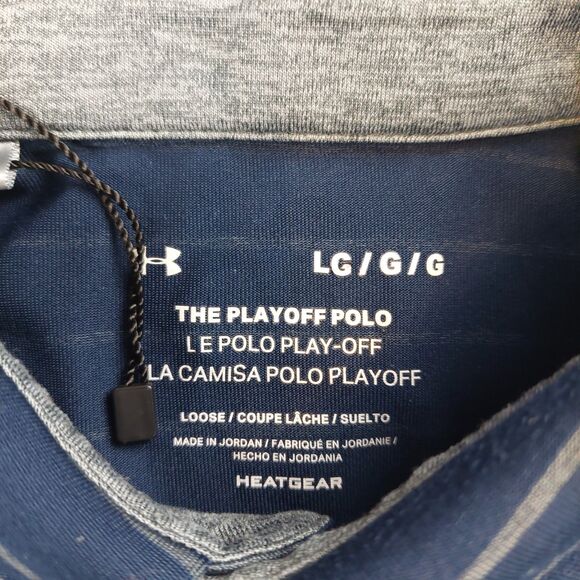 LG / G / G
THE PLAYOFF POLO
LE POLO PLAY-OFF
LA CAMISA POLO PLAYOFF
LOOSE / COUPE LÂCHE / SUELTO
MADE IN JORDAN / FABRIQUÉ EN JORDANIE /
HECHO EN JORDANIA
HEATGEAR